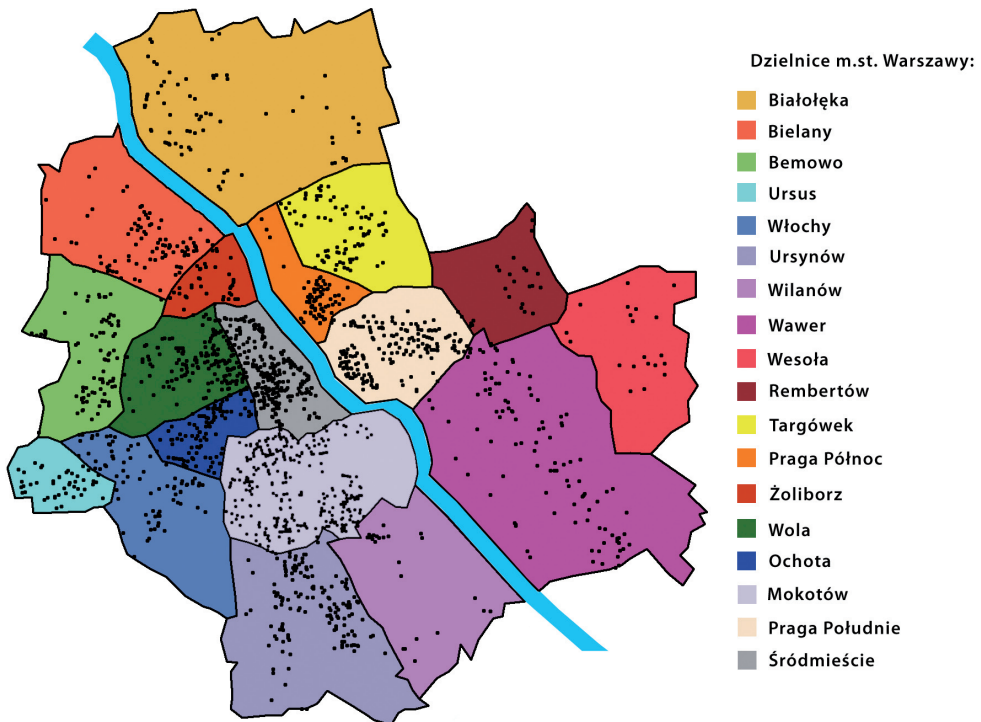 Dzielnice m.st. Warszawy:
Białołęka
Bielany
Bemowo
Ursus
Włochy
Ursynów
Wilanów
Wawer
Wesoła
Rembertów
Targówek
Praga Północ
Żoliborz
Wola
Ochota
Mokotów
Praga Południe
Śródmieście